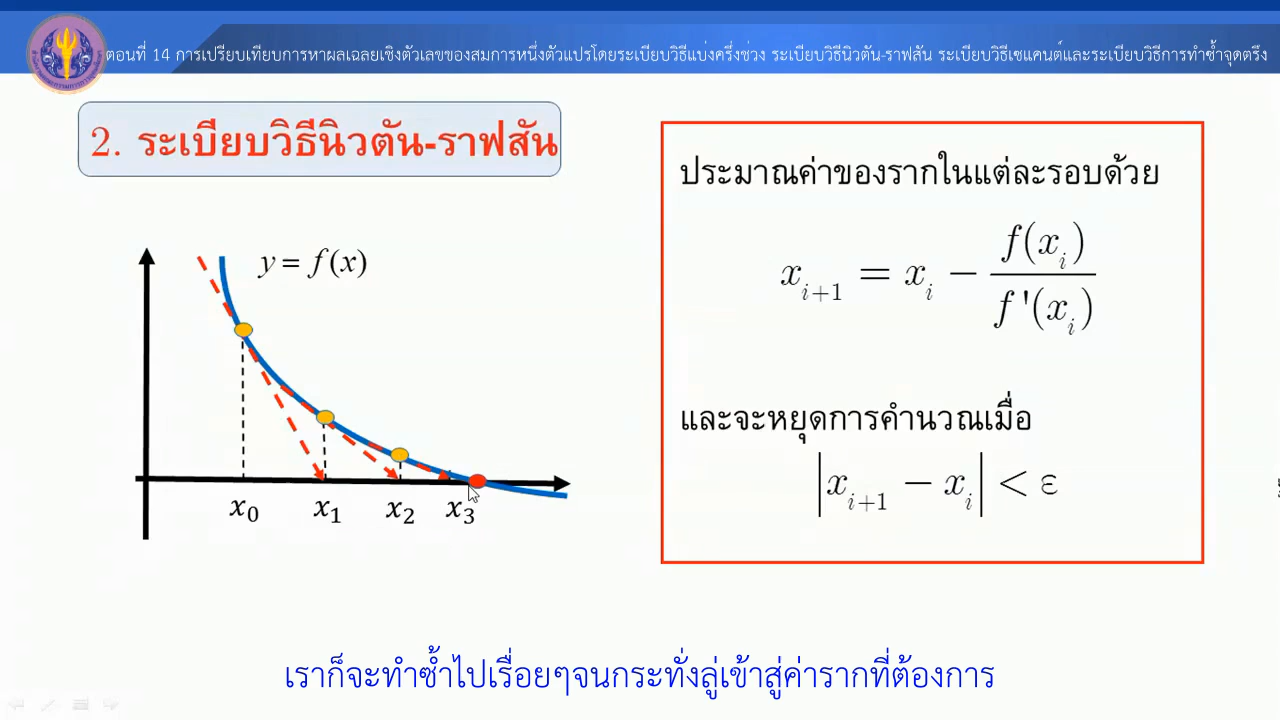 ตอนที่ 14 การเปรียบเทียบการหาผลเฉลยเชิงตัวเลขของสมการหนึ่งตัวแปรโดยระเบียบวิธีแบ่งครึ่งช่วง ระเบียบวิธีนิวตัน-ราฟสัน ระเบียบวิธีเซแคนต์และระเบียบวิธีการทำซ้ำจุดตรึง
2. ระเบียบวิธีนิวตัน-ราฟสัน
y = f(x)
x₀ x₁ x₂ x₃
ประมาณค่าของรากในแต่ละรอบด้วย
x_{i+1} = x_i − f(x_i) / f'(x_i)
และจะหยุดการคำนวณเมื่อ
|x_{i+1} − x_i| < ε
เราก็จะทำซ้ำไปเรื่อยๆจนกระทั่งลู่เข้าสู่ค่ารากที่ต้องการ